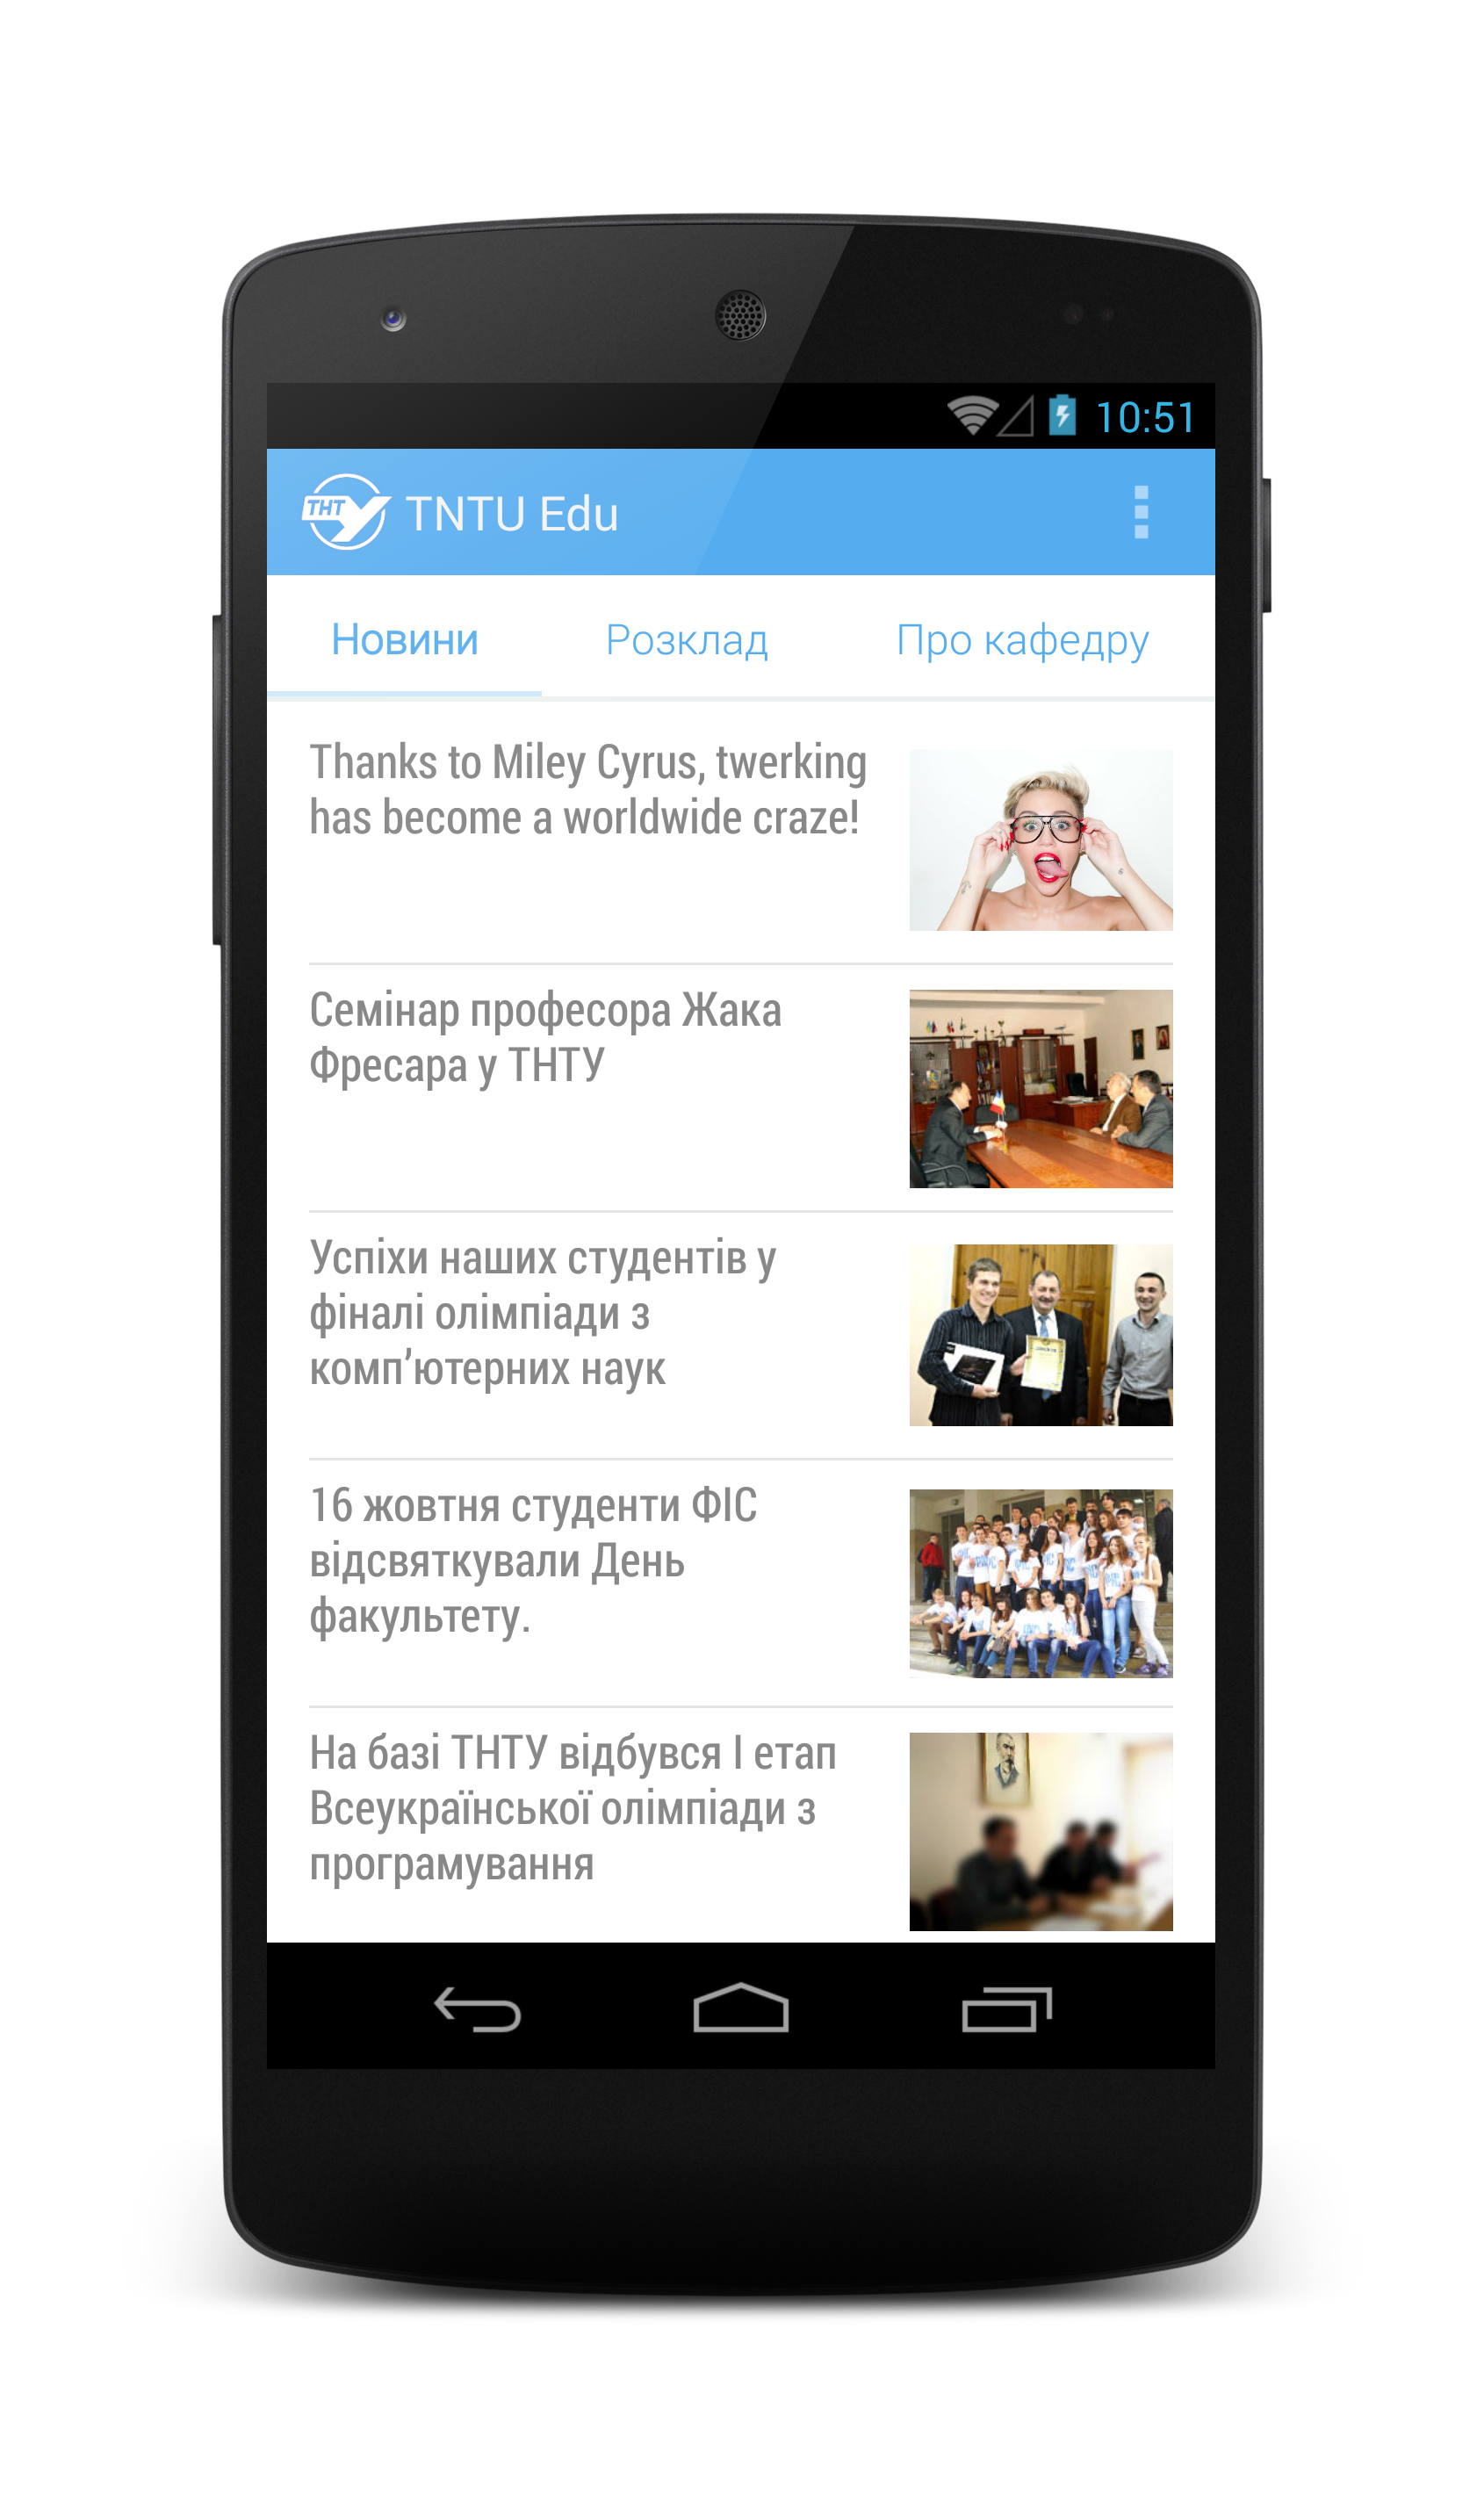 10:51
ТНТУ TNTU Edu
Новини Розклад Про кафедру
Thanks to Miley Cyrus, twerking
has become a worldwide craze!
Семінар професора Жака
Фресара у ТНТУ
Успіхи наших студентів у
фіналі олімпіади з
комп’ютерних наук
16 жовтня студенти ФІС
відсвяткували День
факультету.
На базі ТНТУ відбувся І етап
Всеукраїнської олімпіади з
програмування